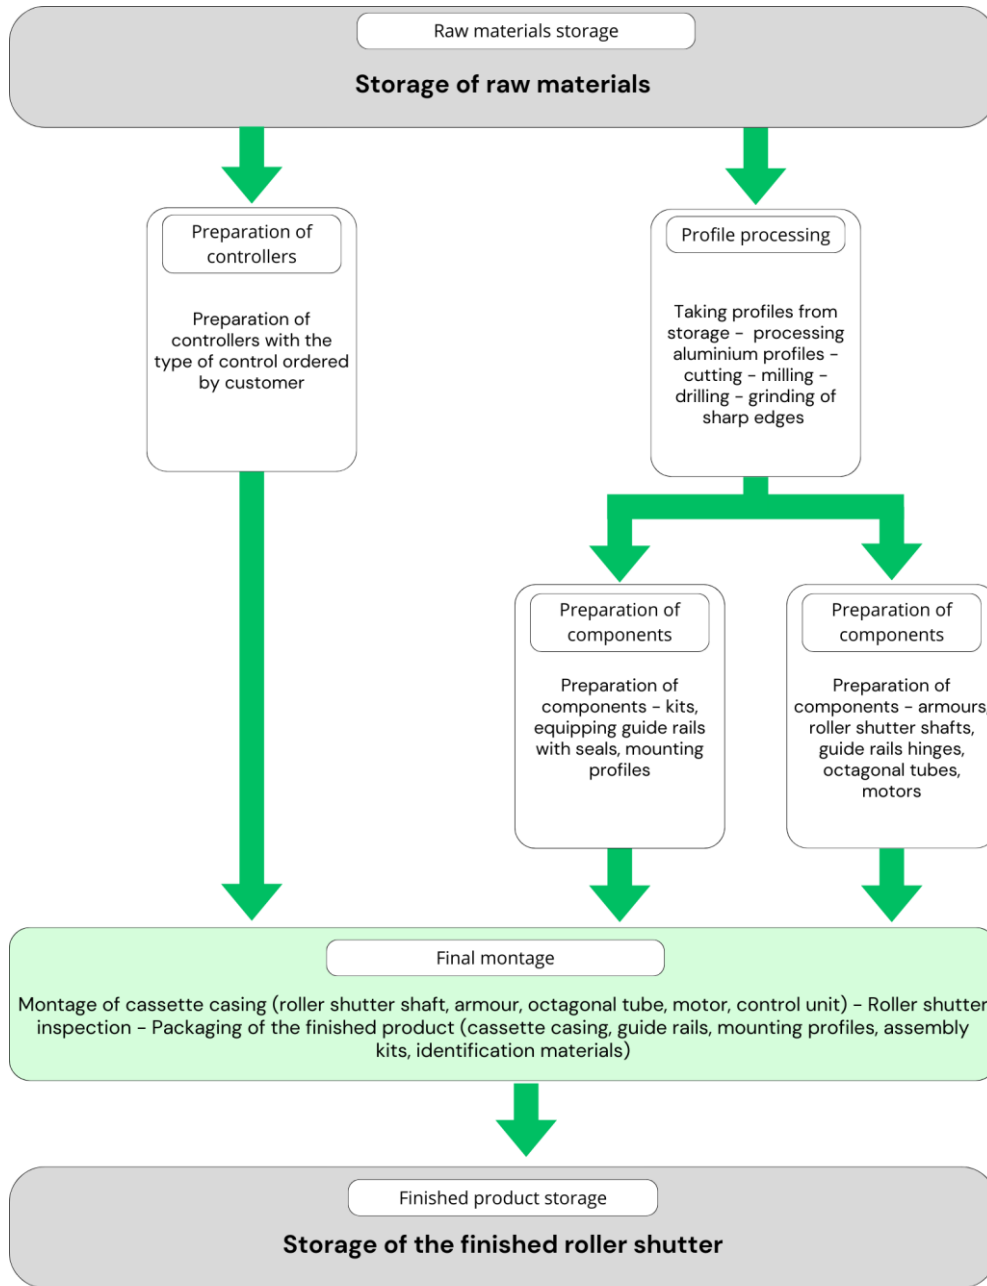 Raw materials storage
Storage of raw materials
Preparation of
controllers
Preparation of
controllers with the
type of control ordered
by customer
Profile processing
Taking profiles from
storage - processing
aluminium profiles -
cutting - milling -
drilling - grinding of
sharp edges
Preparation of
components
Preparation of
components - kits,
equipping guide rails
with seals, mounting
profiles
Preparation of
components
Preparation of
components - armours,
roller shutter shafts,
guide rails hinges,
octagonal tubes,
motors
Final montage
Montage of cassette casing (roller shutter shaft, armour, octagonal tube, motor, control unit) - Roller shutter
inspection - Packaging of the finished product (cassette casing, guide rails, mounting profiles, assembly
kits, identification materials)
Finished product storage
Storage of the finished roller shutter